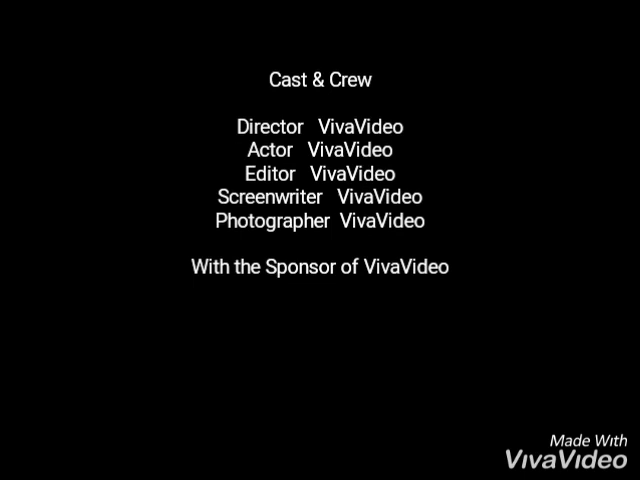 Cast & Crew
Director VivaVideo
Actor VivaVideo
Editor VivaVideo
Screenwriter VivaVideo
Photographer VivaVideo
With the Sponsor of VivaVideo
Made With
VivaVideo